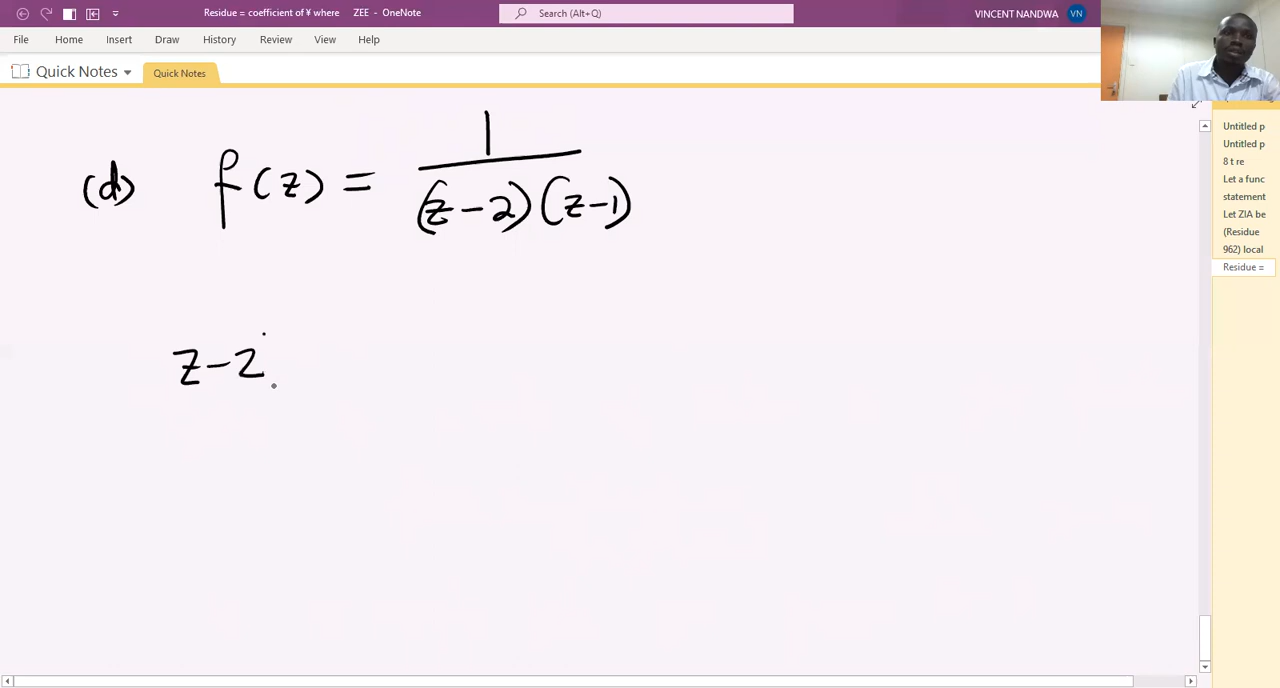 Residue = coefficient of ¥ where ZEE - OneNote
Search (Alt+Q)
VINCENT NANDWA VN
File Home Insert Draw History Review View Help
Quick Notes
Quick Notes
(d) f(z) = 1 / (z-2)(z-1)
z-2
Untitled p
Untitled p
8 t re
Let a func
statement
Let ZIA be
(Residue
962) local
Residue =